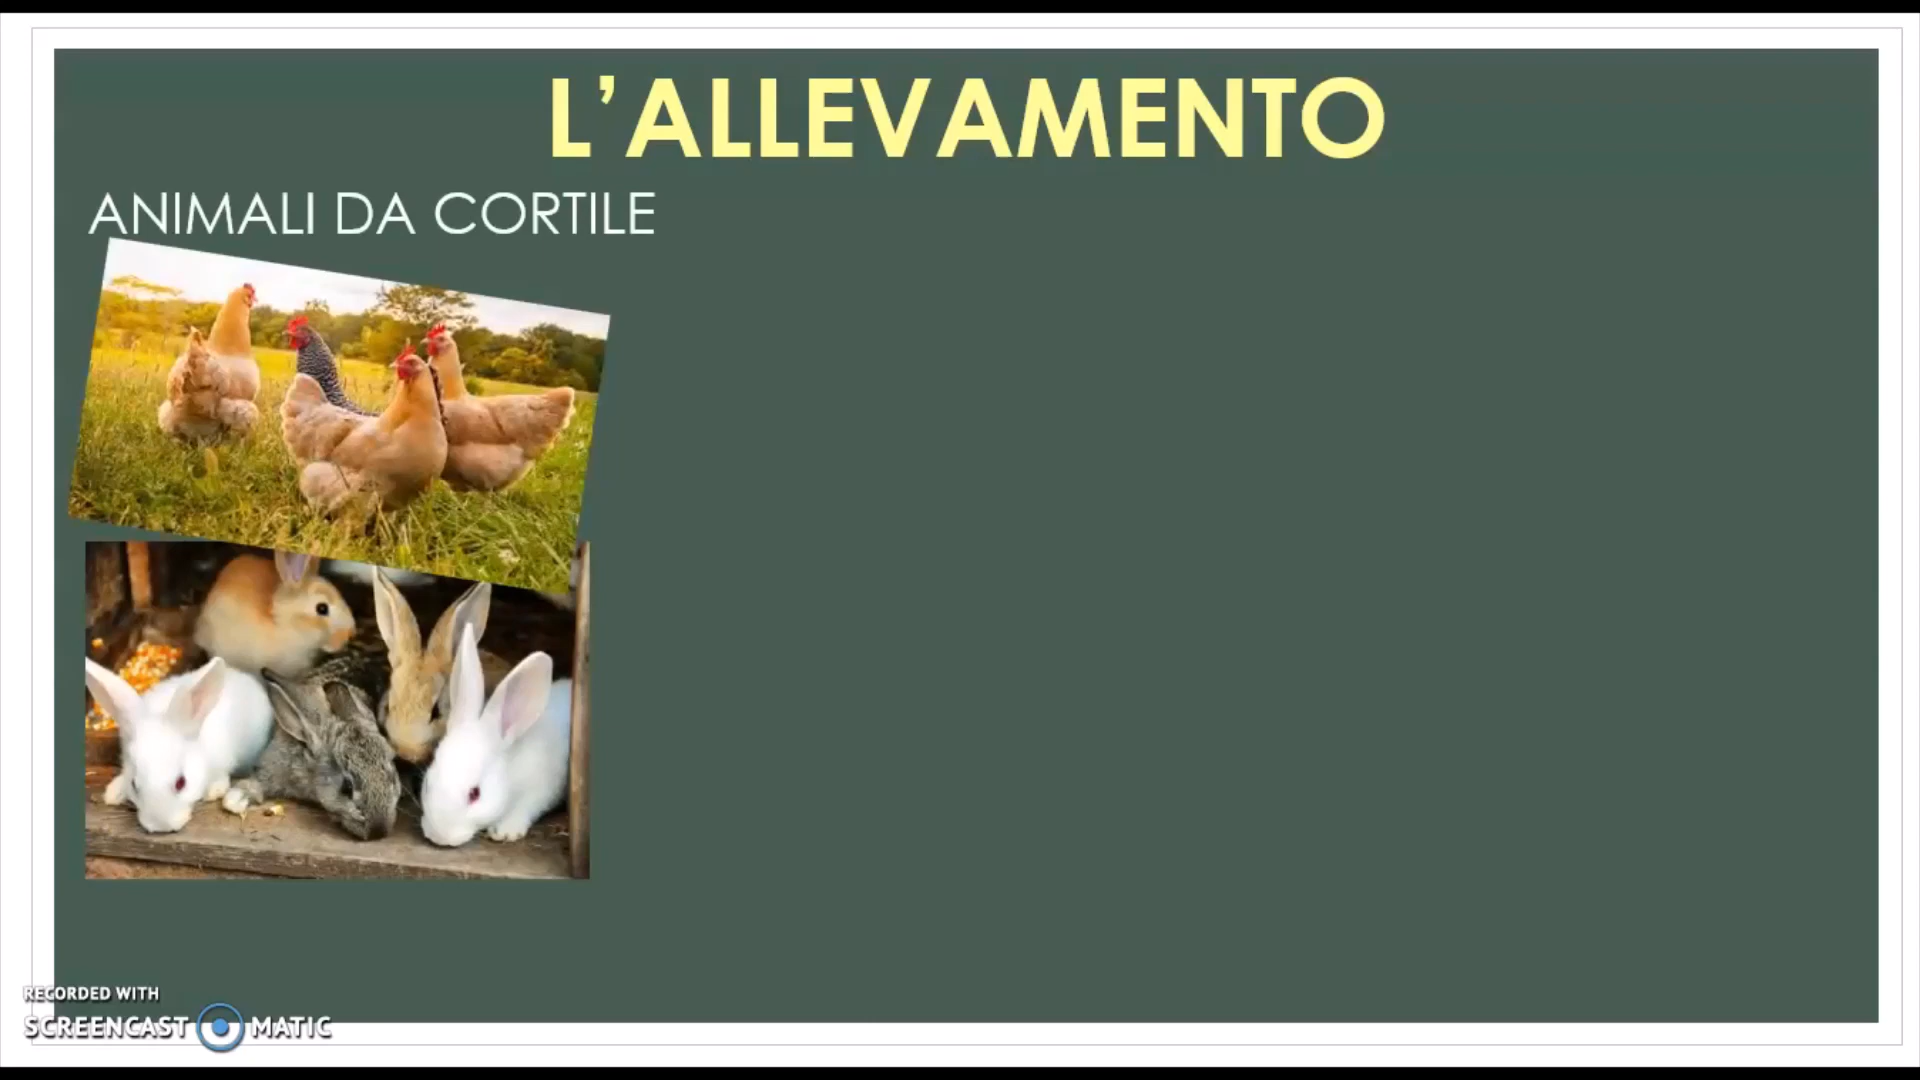 L'ALLEVAMENTO
ANIMALI DA CORTILE
RECORDED WITH
SCREENCAST MATIC